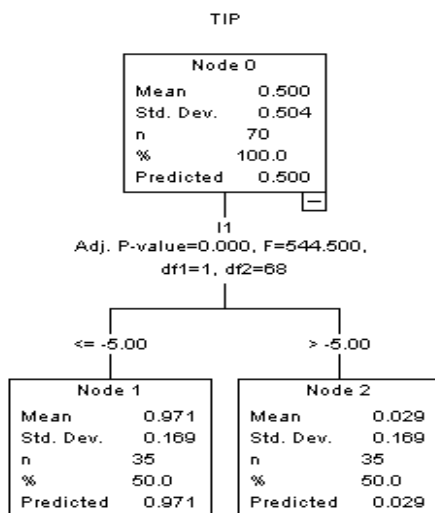 TIP
Node 0
Mean 0.500
Std. Dev. 0.504
n 70
% 100.0
Predicted 0.500
I1
Adj. P-value=0.000, F=544.500,
df1=1, df2=68
<= -5.00
> -5.00
Node 1
Mean 0.971
Std. Dev. 0.169
n 35
% 50.0
Predicted 0.971
Node 2
Mean 0.029
Std. Dev. 0.169
n 35
% 50.0
Predicted 0.029